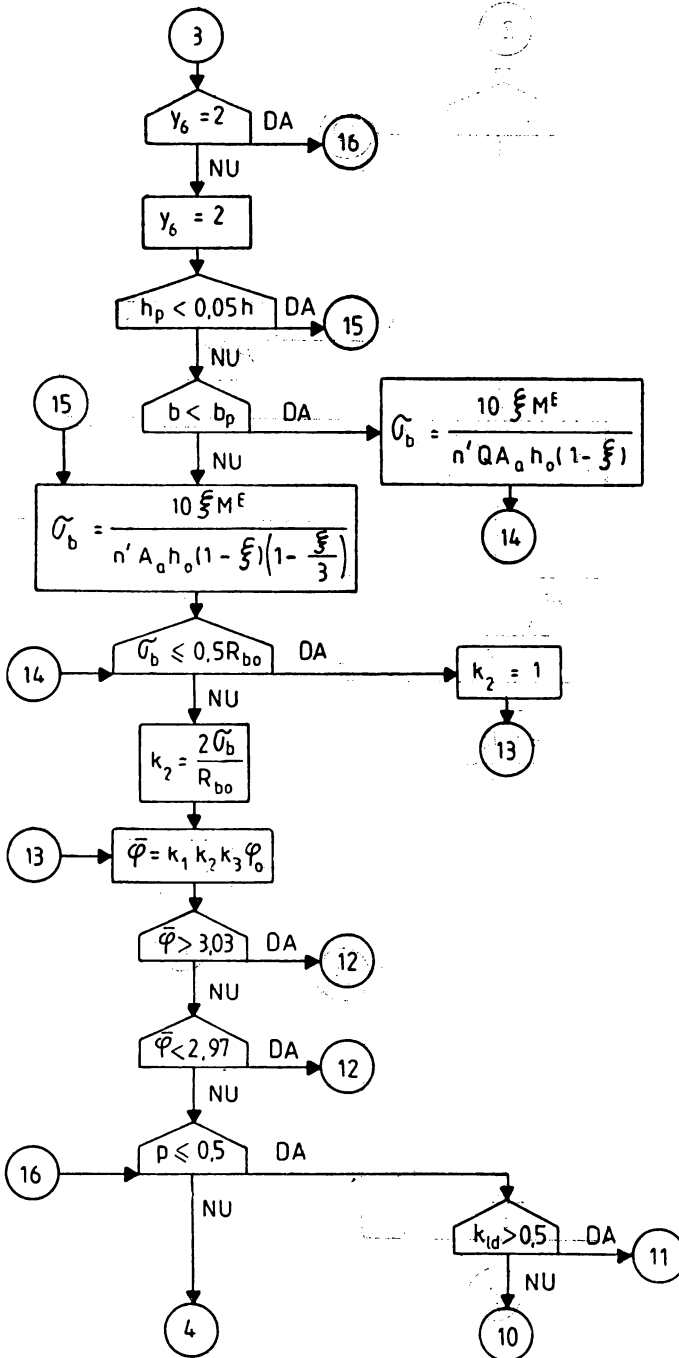 3
y₆ = 2 DA
16
NU
y₆ = 2
hₚ < 0,05h DA
15
NU
15
b < bₚ DA
σ_b = 10 ξ Mᴱ / n' Q Aₐ h₀ (1 - ξ)
14
NU
σ_b = 10 ξ Mᴱ / n' Aₐ h₀ (1 - ξ)(1 - ξ/3)
14
σ_b ⩽ 0,5R_bo DA
k₂ = 1
13
NU
k₂ = 2σ_b / R_bo
13
φ̄ = k₁ k₂ k₃ φ₀
φ̄ > 3,03 DA
12
NU
φ̄ < 2,97 DA
12
NU
16
p ⩽ 0,5 DA
NU
k_ld > 0,5 DA
11
NU
4
10